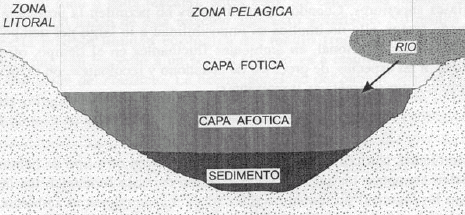 ZONA
LITORAL
ZONA PELAGICA
RIO
CAPA FOTICA
CAPA AFOTICA
SEDIMENTO